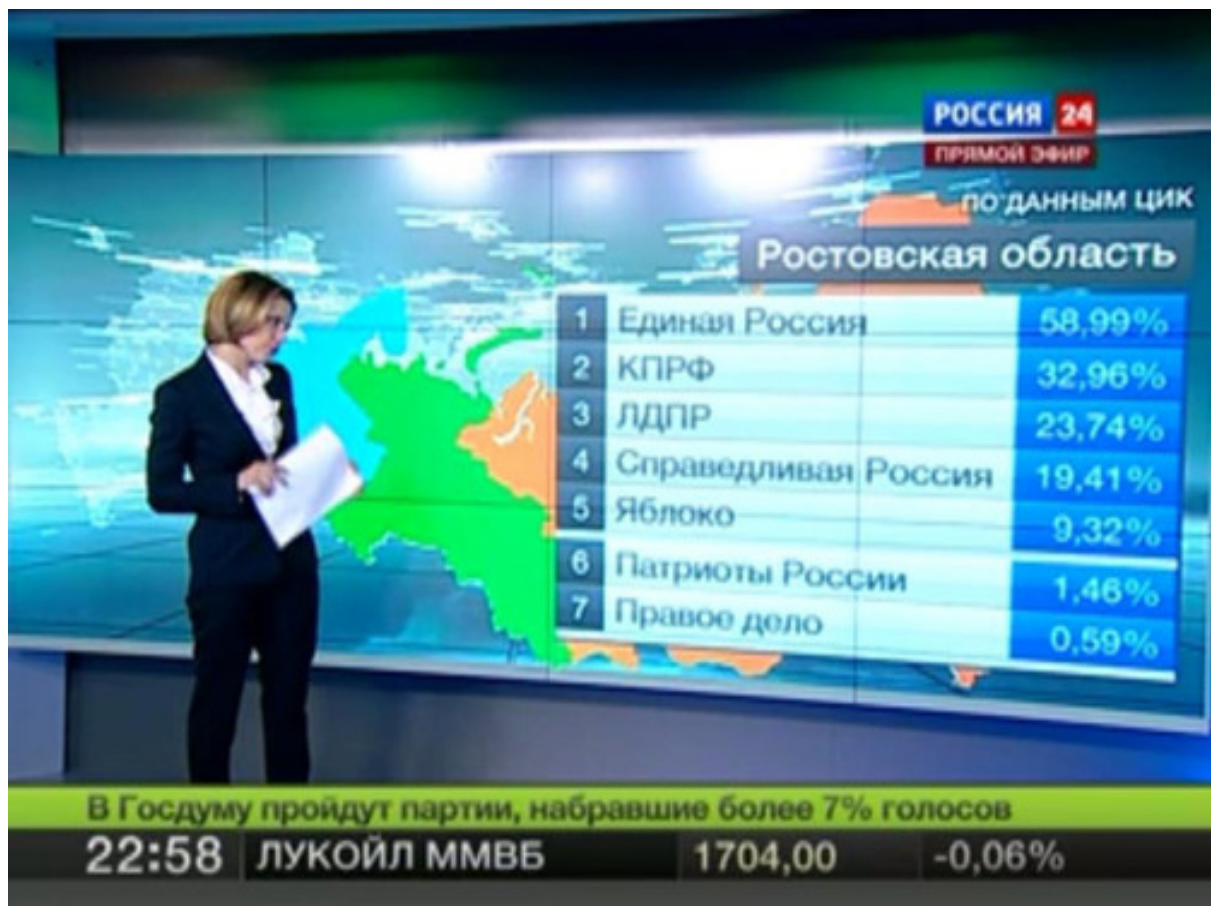 РОССИЯ 24
ПРЯМОЙ ЭФИР
ПО ДАННЫМ ЦИК
Ростовская область
1 Единая Россия 58,99%
2 КПРФ 32,96%
3 ЛДПР 23,74%
4 Справедливая Россия 19,41%
5 Яблоко 9,32%
6 Патриоты России 1,46%
7 Правое дело 0,59%
В Госдуму пройдут партии, набравшие более 7% голосов
22:58 ЛУКОЙЛ ММВБ 1704,00 -0,06%